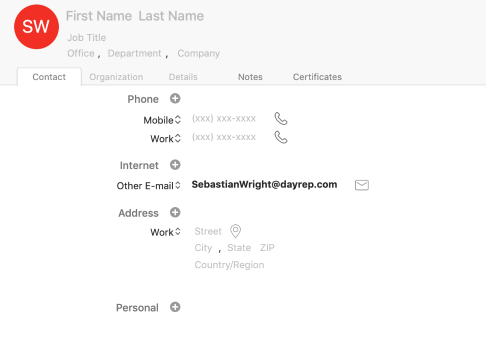 SW
First Name Last Name
Job Title
Office , Department , Company
Contact Organization Details Notes Certificates
Phone
Mobile (xxx) xxx-xxxx
Work (xxx) xxx-xxxx
Internet
Other E-mail SebastianWright@dayrep.com
Address
Work Street
City , State ZIP
Country/Region
Personal